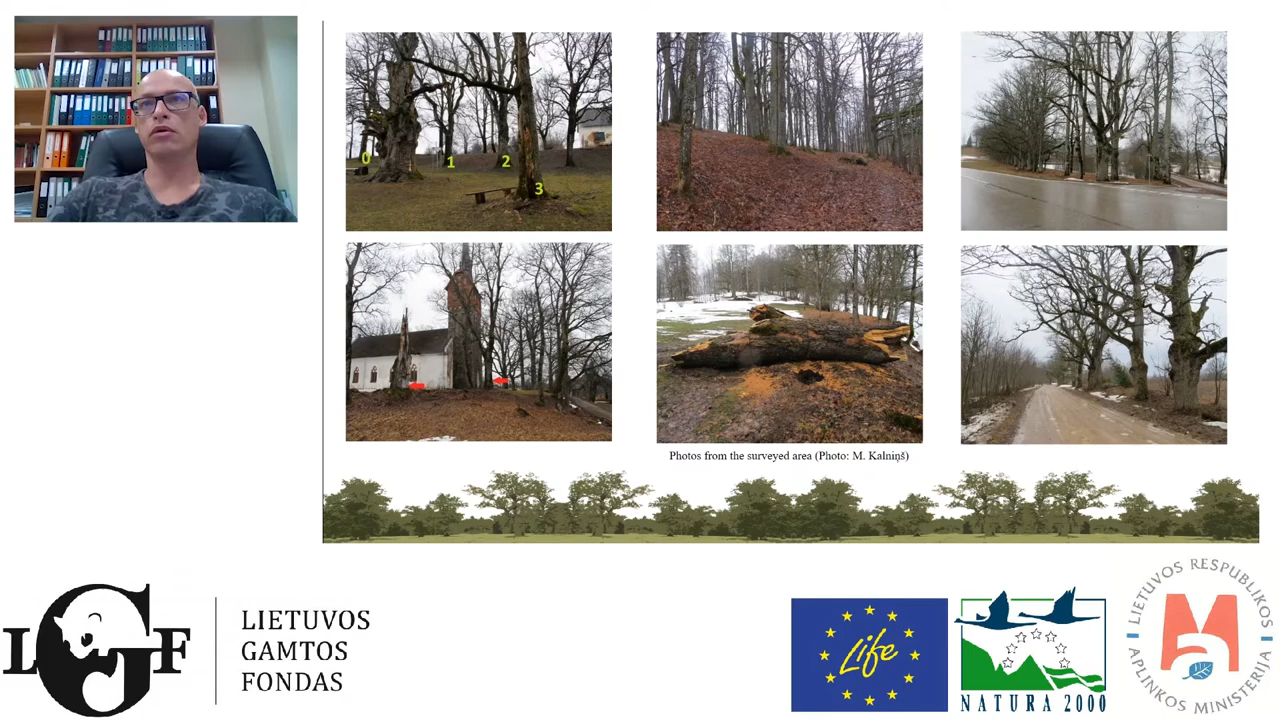 0
1
2
3
Photos from the surveyed area (Photo: M. Kalniņš)
LGF
LIETUVOS
GAMTOS
FONDAS
Life
NATURA 2000
LIETUVOS RESPUBLIKOS
APLINKOS MINISTERIJA